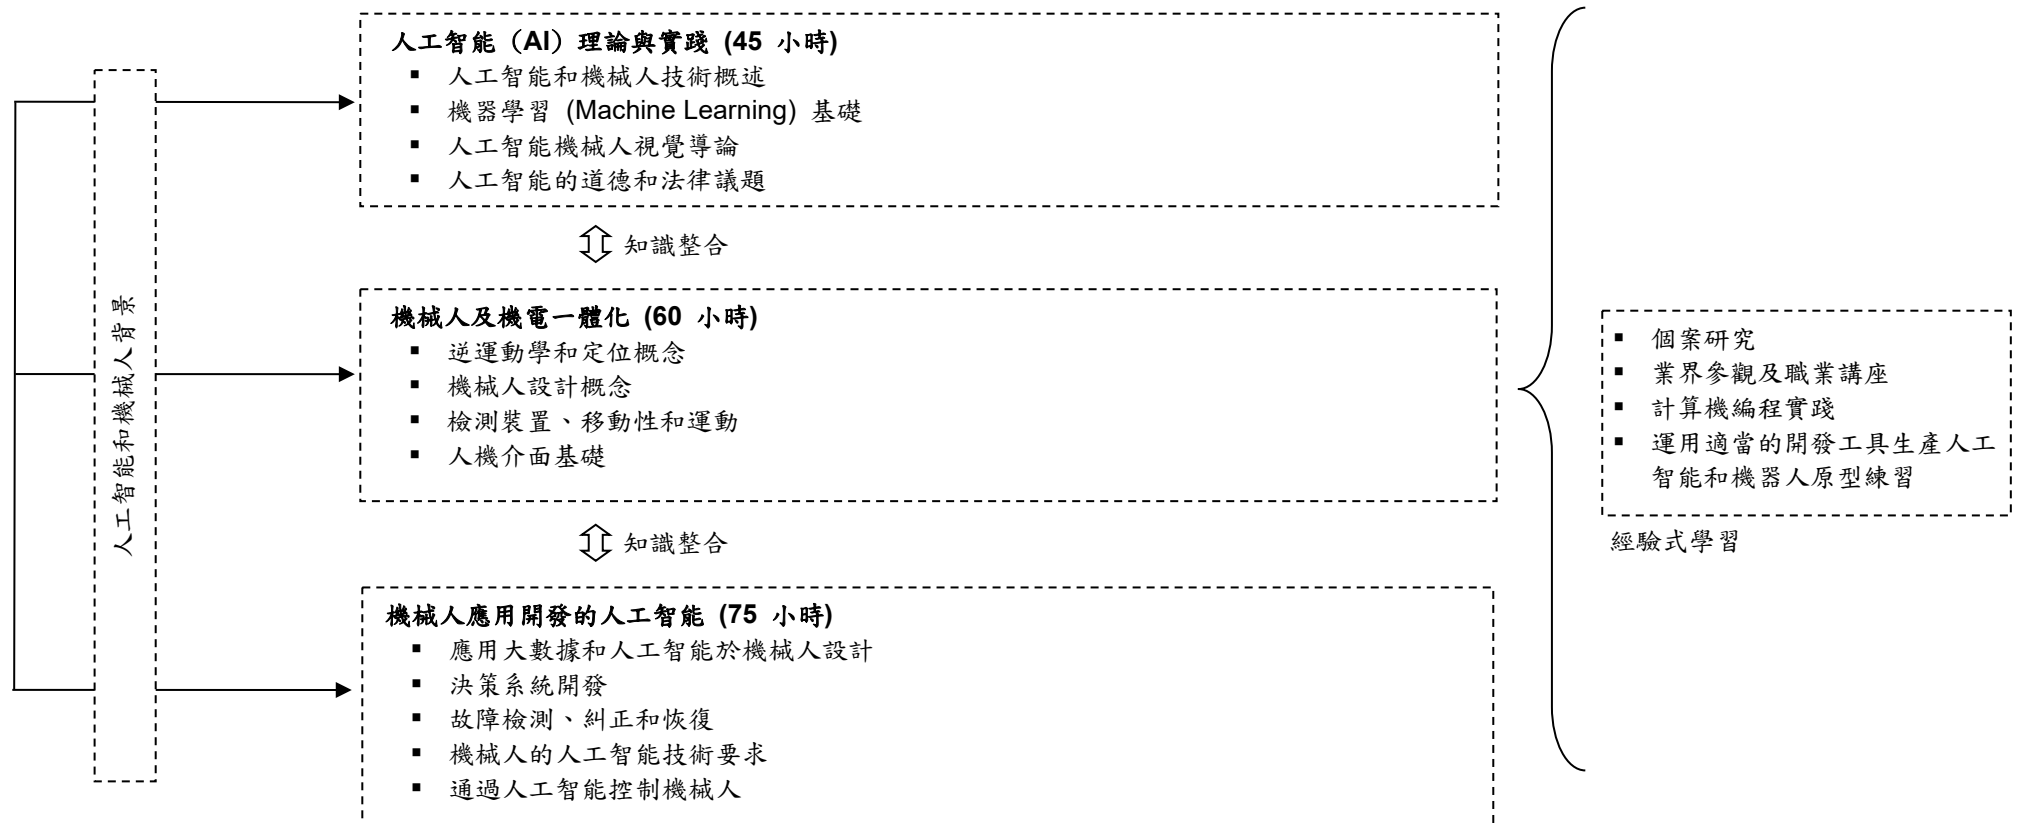 人工智能和機械人背景
人工智能（AI）理論與實踐 (45 小時)
▪ 人工智能和機械人技術概述
▪ 機器學習 (Machine Learning) 基礎
▪ 人工智能機械人視覺導論
▪ 人工智能的道德和法律議題
知識整合
機械人及機電一體化 (60 小時)
▪ 逆運動學和定位概念
▪ 機械人設計概念
▪ 檢測裝置、移動性和運動
▪ 人機介面基礎
知識整合
機械人應用開發的人工智能 (75 小時)
▪ 應用大數據和人工智能於機械人設計
▪ 決策系統開發
▪ 故障檢測、糾正和恢復
▪ 機械人的人工智能技術要求
▪ 通過人工智能控制機械人
▪ 個案研究
▪ 業界參觀及職業講座
▪ 計算機編程實踐
▪ 運用適當的開發工具生產人工
智能和機器人原型練習
經驗式學習